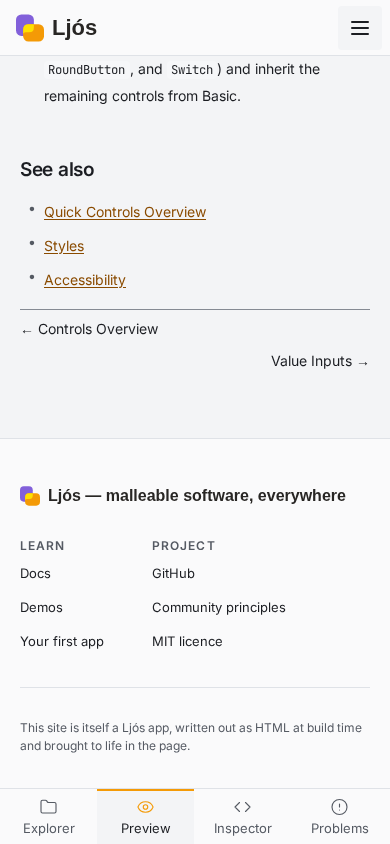 Ljós
RoundButton, and Switch) and inherit the
remaining controls from Basic.
See also
• Quick Controls Overview
• Styles
• Accessibility
← Controls Overview
Value Inputs →
Ljós — malleable software, everywhere
LEARN
Docs
Demos
Your first app
PROJECT
GitHub
Community principles
MIT licence
This site is itself a Ljós app, written out as HTML at build time
and brought to life in the page.
Explorer
Preview
Inspector
Problems